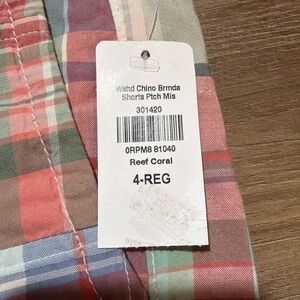 Wshd Chino Brmda
Shorts Ptch Mis
301420
0RPM8 81040
Reef Coral
4-REG